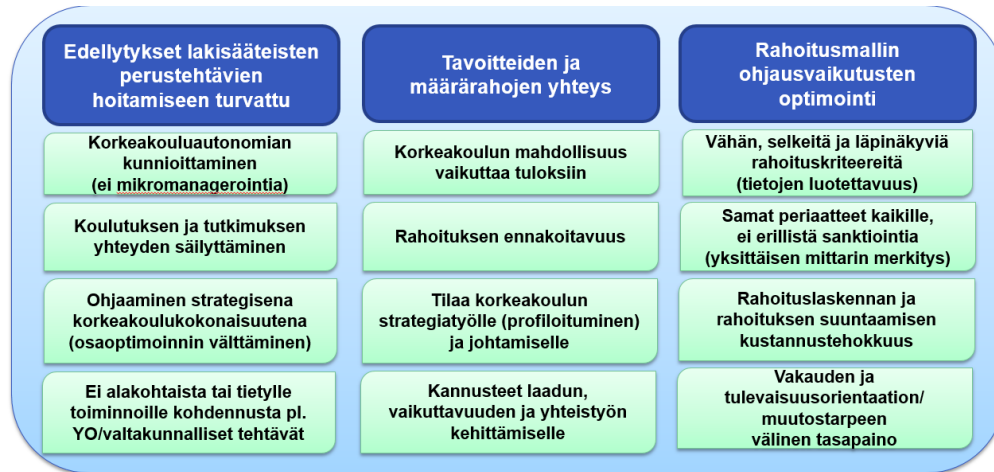 Edellytykset lakisääteisten
perustehtävien
hoitamiseen turvattu
Korkeakouluautonomian
kunnioittaminen
(ei mikromanagerointia)
Koulutuksen ja tutkimuksen
yhteyden säilyttäminen
Ohjaaminen strategisena
korkeakoulukokonaisuutena
(osaoptimoinnin välttäminen)
Ei alakohtaista tai tietylle
toiminnoille kohdennusta pl.
YO/valtakunnalliset tehtävät
Tavoitteiden ja
määrärahojen yhteys
Korkeakoulun mahdollisuus
vaikuttaa tuloksiin
Rahoituksen ennakoitavuus
Tilaa korkeakoulun
strategiatyölle (profiloituminen)
ja johtamiselle
Kannusteet laadun,
vaikuttavuuden ja yhteistyön
kehittämiselle
Rahoitusmallin
ohjausvaikutusten
optimointi
Vähän, selkeitä ja läpinäkyviä
rahoituskriteereitä
(tietojen luotettavuus)
Samat periaatteet kaikille,
ei erillistä sanktiointia
(yksittäisen mittarin merkitys)
Rahoituslaskennan ja
rahoituksen suuntaamisen
kustannustehokkuus
Vakauden ja
tulevaisuusorientaation/
muutostarpeen
välinen tasapaino